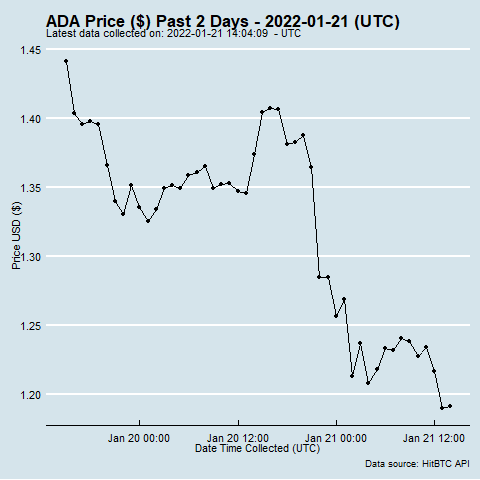 ADA Price ($) Past 2 Days - 2022-01-21 (UTC)
Latest data collected on: 2022-01-21 14:04:09 - UTC
1.45
1.40
1.35
1.30
1.25
1.20
Price USD ($)
Jan 20 00:00 Jan 20 12:00 Jan 21 00:00 Jan 21 12:00
Date Time Collected (UTC)
Data source: HitBTC API